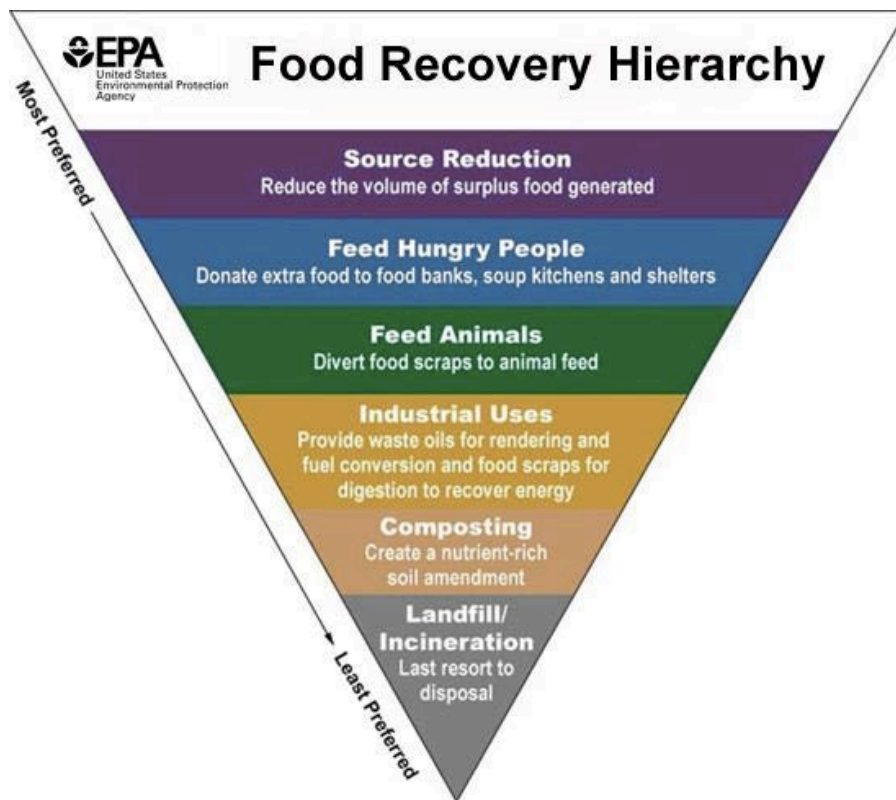 EPA
United States
Environmental Protection
Agency
Food Recovery Hierarchy
Most Preferred
Source Reduction
Reduce the volume of surplus food generated
Feed Hungry People
Donate extra food to food banks, soup kitchens and shelters
Feed Animals
Divert food scraps to animal feed
Industrial Uses
Provide waste oils for rendering and
fuel conversion and food scraps for
digestion to recover energy
Composting
Create a nutrient-rich
soil amendment
Landfill/
Incineration
Last resort to
disposal
Least Preferred